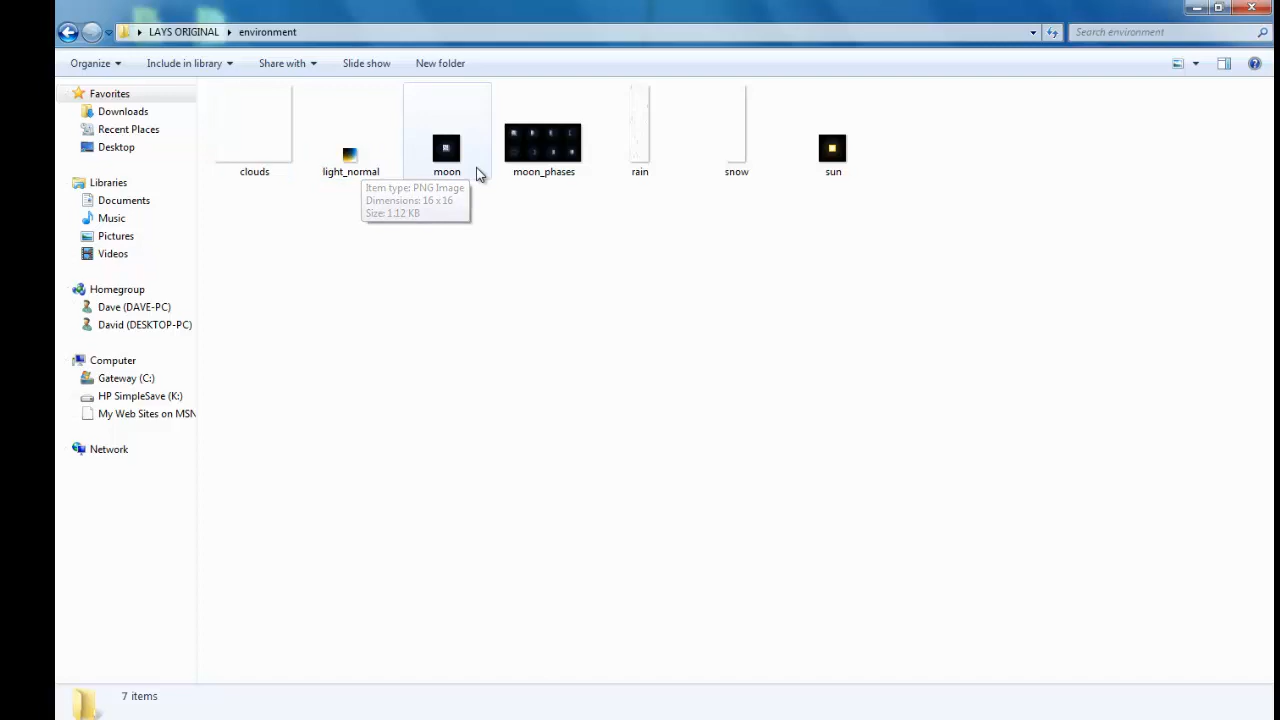 LAYS ORIGINAL environment
Search environment
Organize Include in library Share with Slide show New folder
Favorites
Downloads
Recent Places
Desktop
Libraries
Documents
Music
Pictures
Videos
Homegroup
Dave (DAVE-PC)
David (DESKTOP-PC)
Computer
Gateway (C:)
HP SimpleSave (K:)
My Web Sites on MSN
Network
clouds light_normal moon moon_phases rain snow sun
Item type: PNG Image
Dimensions: 16 x 16
Size: 1.12 KB
7 items